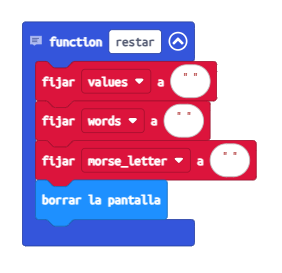 function restar
fijar values a " "
fijar words a " "
fijar morse_letter a " "
borrar la pantalla